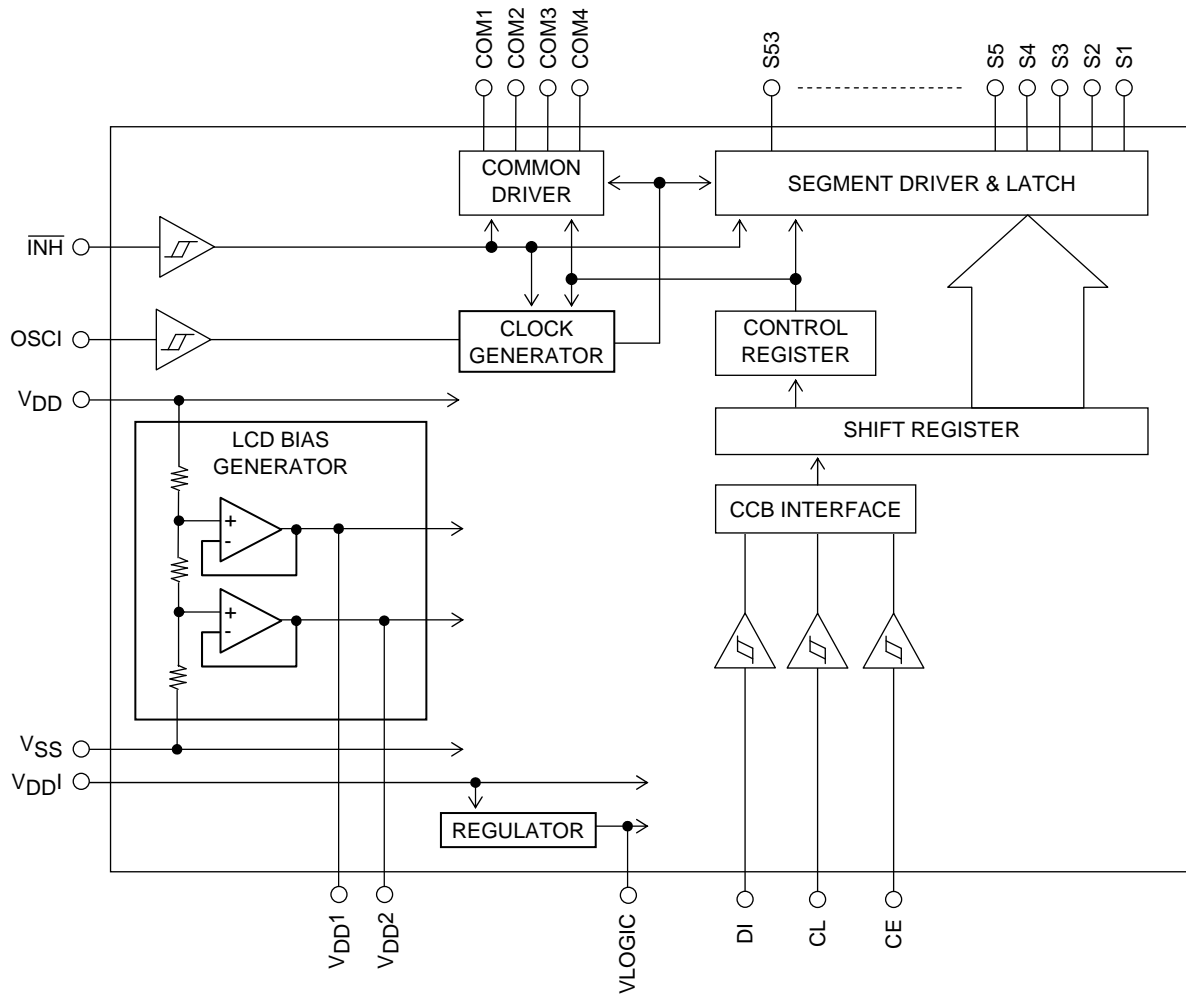 COM1
COM2
COM3
COM4
S53
S5
S4
S3
S2
S1
COMMON
DRIVER
SEGMENT DRIVER & LATCH
INH
OSCI
CLOCK
GENERATOR
CONTROL
REGISTER
VDD
LCD BIAS
GENERATOR
SHIFT REGISTER
+
-
CCB INTERFACE
+
-
VSS
VDDI
REGULATOR
VDD1
VDD2
VLOGIC
DI
CL
CE